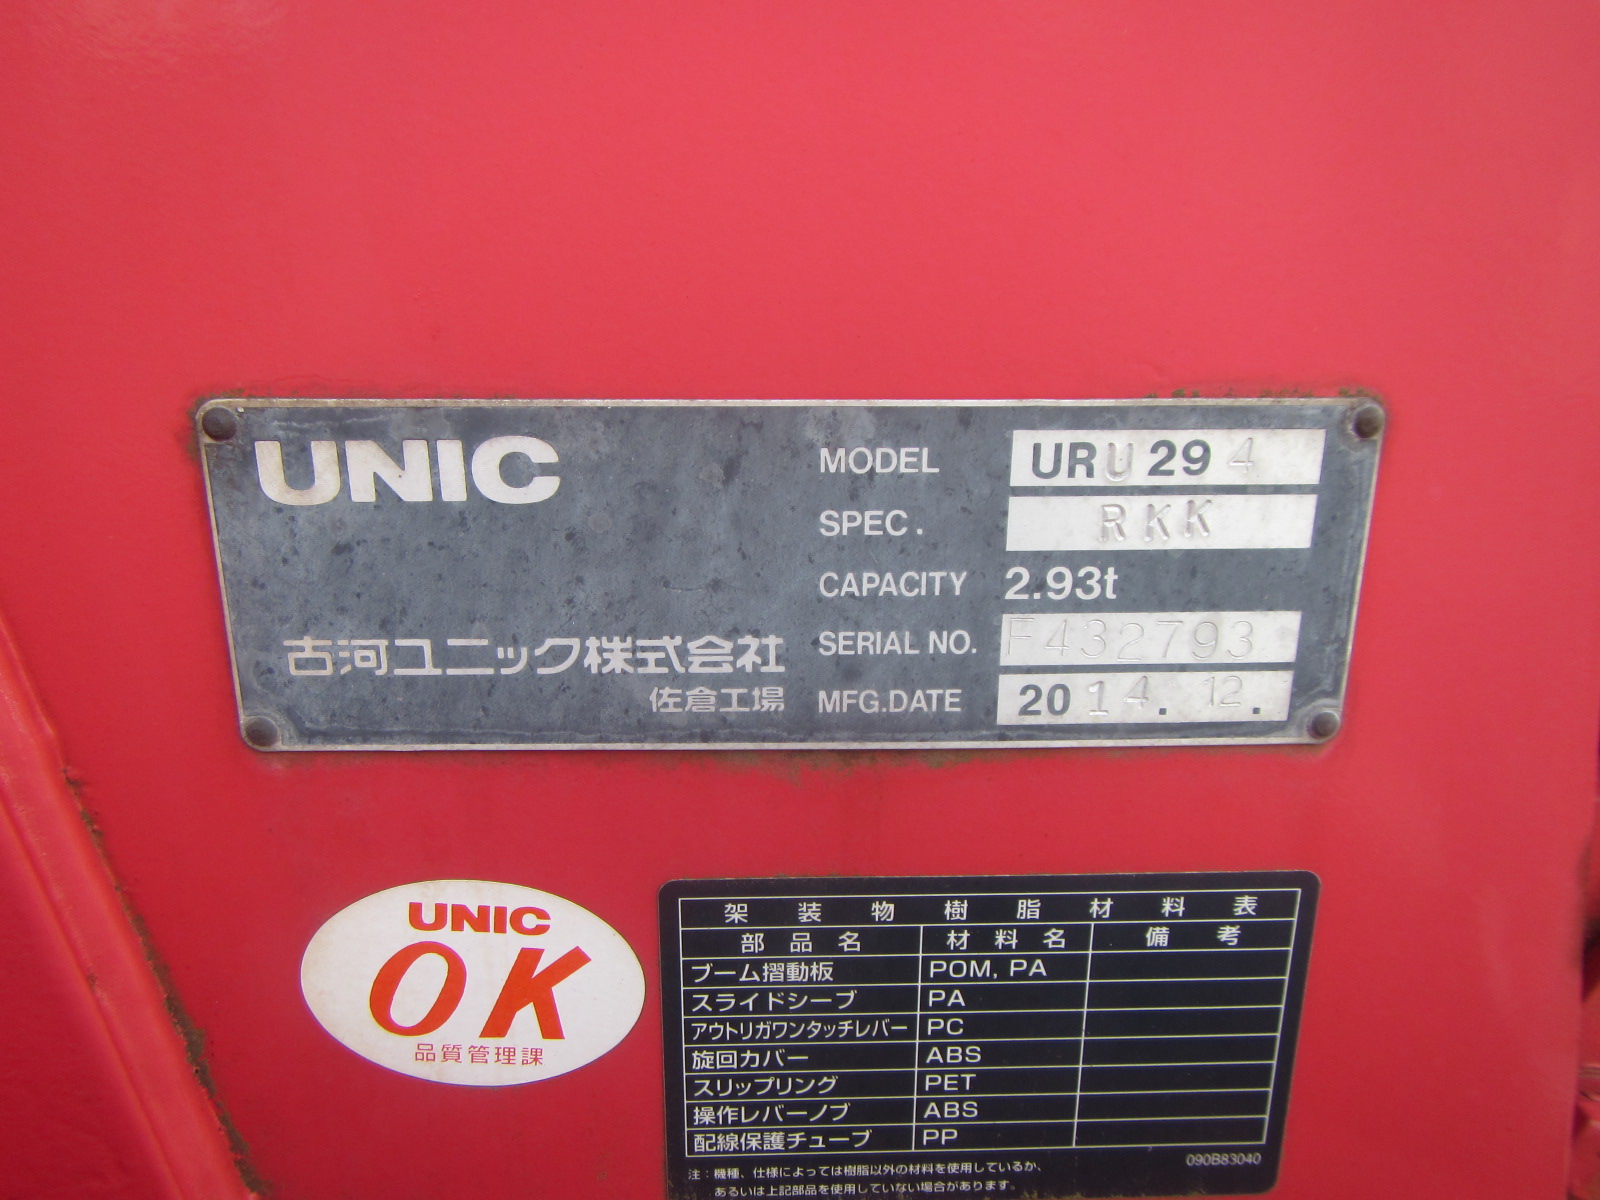 UNIC
MODEL URU294
SPEC. RKK
CAPACITY 2.93t
古河ユニック株式会社 SERIAL NO. F432793
佐倉工場 MFG.DATE 2014.12.
UNIC
OK
品質管理課
架装物樹脂材料表
部品名 材料名 備考
ブーム摺動板 POM, PA
スライドシーブ PA
アウトリガワンタッチレバー PC
旋回カバー ABS
スリップリング PET
操作レバーノブ ABS
配線保護チューブ PP
090B83040
注：機種、仕様によっては樹脂以外の材料を使用しているか、
あるいは上記部品を使用していない場合があります。